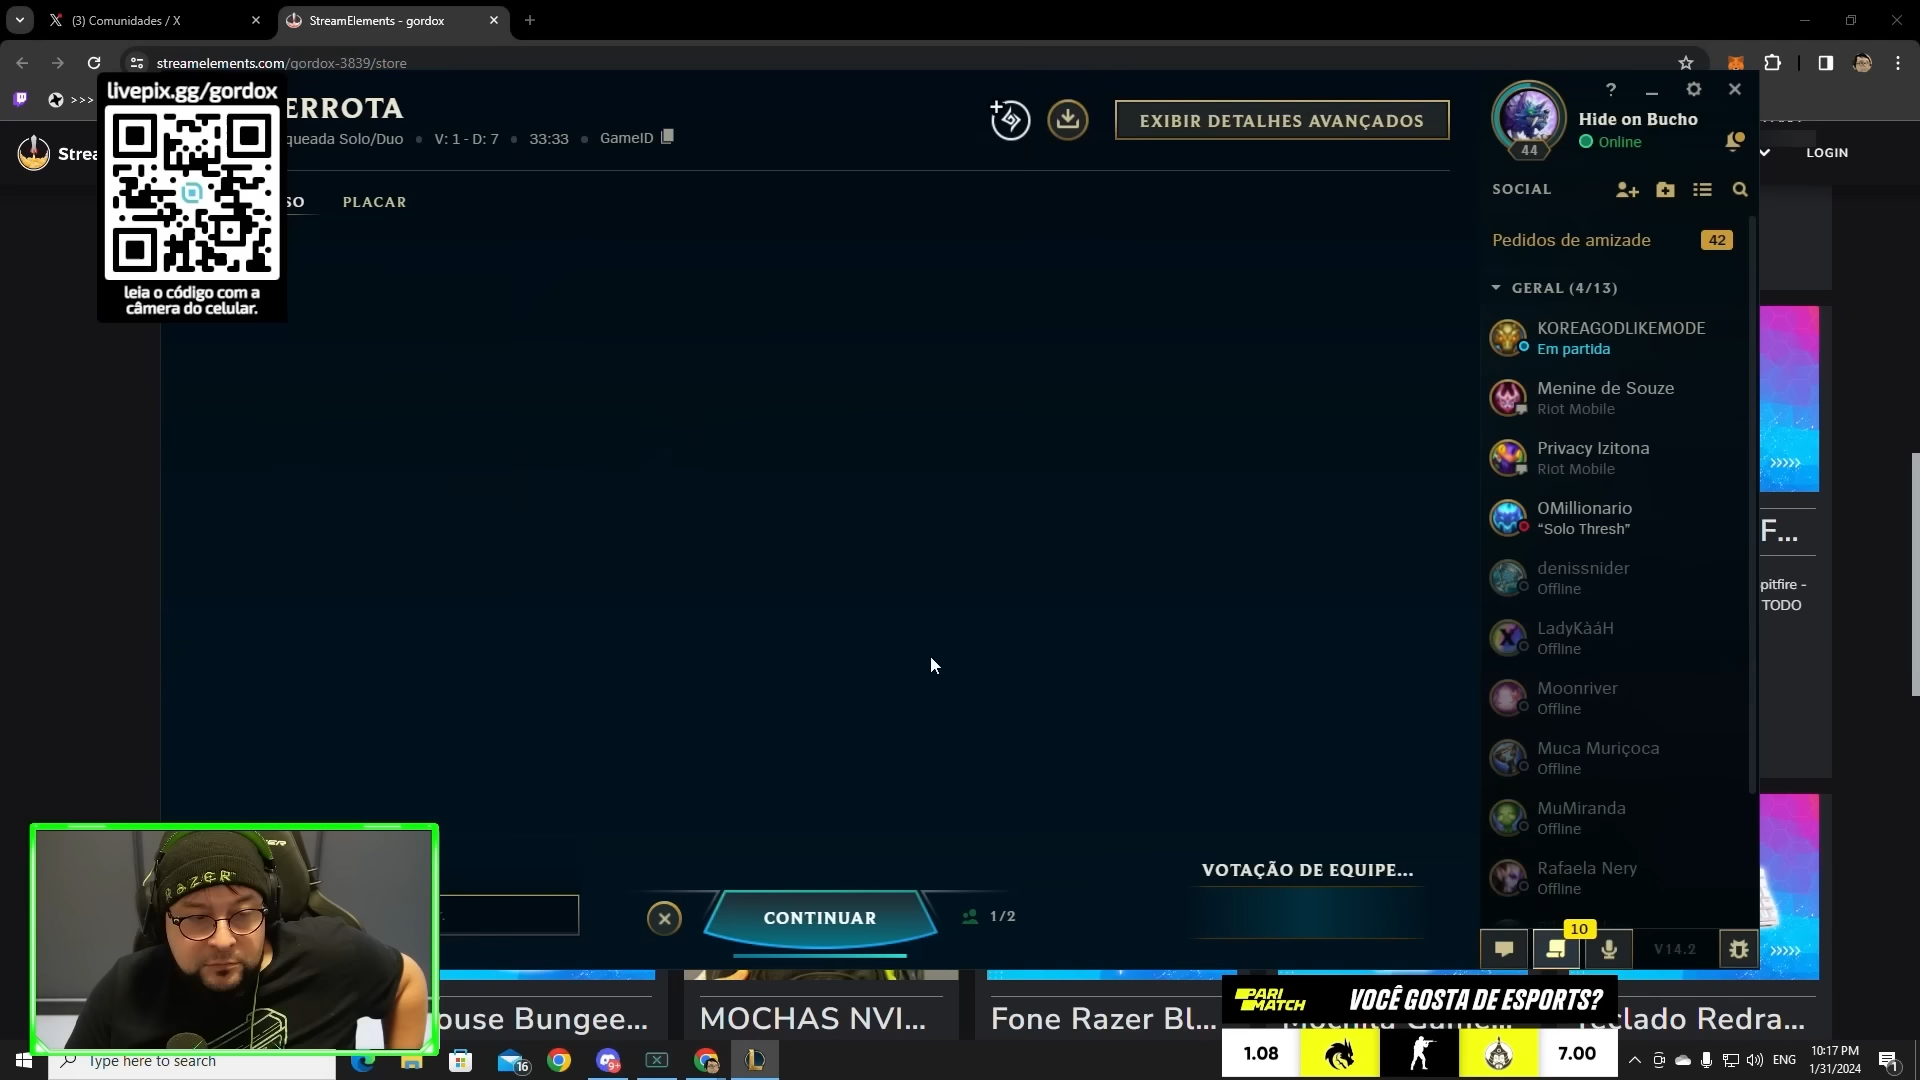 (3) Comunidades / X
StreamElements - gordox
streamelements.com/gordox-3839/store
>>>
livepix.gg/gordox
leia o código com a
câmera do celular.
Strea
LOGIN
ERROTA
queada Solo/Duo • V: 1 - D: 7 • 33:33 • GameID
EXIBIR DETALHES AVANÇADOS
SO
PLACAR
44
Hide on Bucho
Online
SOCIAL
Pedidos de amizade
42
GERAL (4/13)
KOREAGODLIKEMODE
Em partida
Menine de Souze
Riot Mobile
Privacy Izitona
Riot Mobile
OMillionario
“Solo Thresh”
denissnider
Offline
LadyKàáH
Offline
Moonriver
Offline
Muca Muriçoca
Offline
MuMiranda
Offline
Rafaela Nery
Offline
10
V14.2
F...
pitfire -
TODO
VOTAÇÃO DE EQUIPE...
CONTINUAR
1/2
RAZER
ouse Bungee...
MOCHAS NVI...
Fone Razer Bl...
Teclado Redra...
PARI MATCH
VOCÊ GOSTA DE ESPORTS?
1.08
7.00
Type here to search
16
9+
ENG
10:17 PM
1/31/2024
1